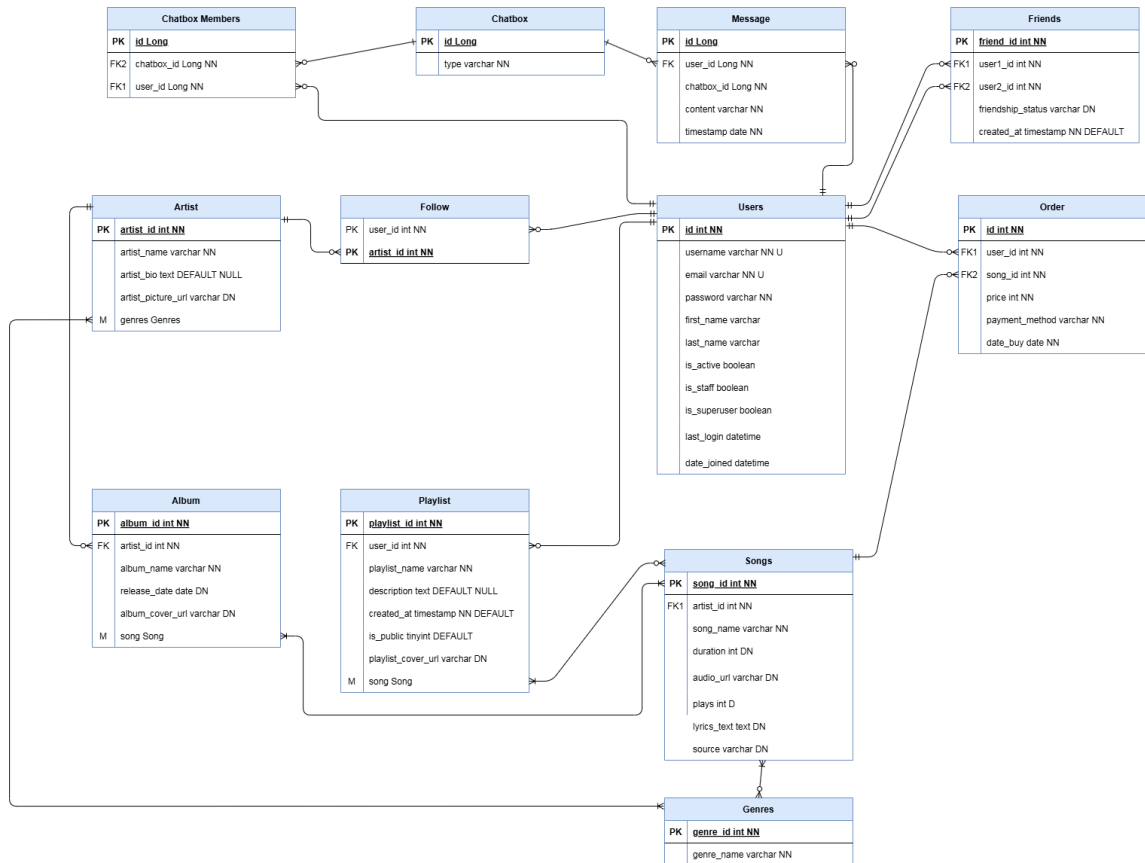 Chatbox Members
PK id Long
FK2 chatbox_id Long NN
FK1 user_id Long NN
Chatbox
PK id Long
type varchar NN
Message
PK id Long
user_id Long NN
FK
chatbox_id Long NN
content varchar NN
timestamp date NN
Friends
PK friend_id int NN
FK1 user1_id int NN
FK2 user2_id int NN
friendship_status varchar DN
created_at timestamp NN DEFAULT
Artist
PK artist_id int NN
artist_name varchar NN
artist_bio text DEFAULT NULL
artist_picture_url varchar DN
M genres Genres
Follow
PK user_id int NN
PK artist_id int NN
Users
PK id int NN
username varchar NN U
email varchar NN U
password varchar NN
first_name varchar
last_name varchar
is_active boolean
is_staff boolean
is_superuser boolean
last_login datetime
date_joined datetime
Order
PK id int NN
FK1 user_id int NN
FK2 song_id int NN
price int NN
payment_method varchar NN
date_buy date NN
Album
PK album_id int NN
FK artist_id int NN
album_name varchar NN
release_date date DN
album_cover_url varchar DN
M song Song
Playlist
PK playlist_id int NN
FK user_id int NN
playlist_name varchar NN
description text DEFAULT NULL
created_at timestamp NN DEFAULT
is_public tinyint DEFAULT
playlist_cover_url varchar DN
M song Song
Songs
PK song_id int NN
FK1 artist_id int NN
song_name varchar NN
duration int DN
audio_url varchar DN
plays int D
lyrics_text text DN
source varchar DN
Genres
PK genre_id int NN
genre_name varchar NN